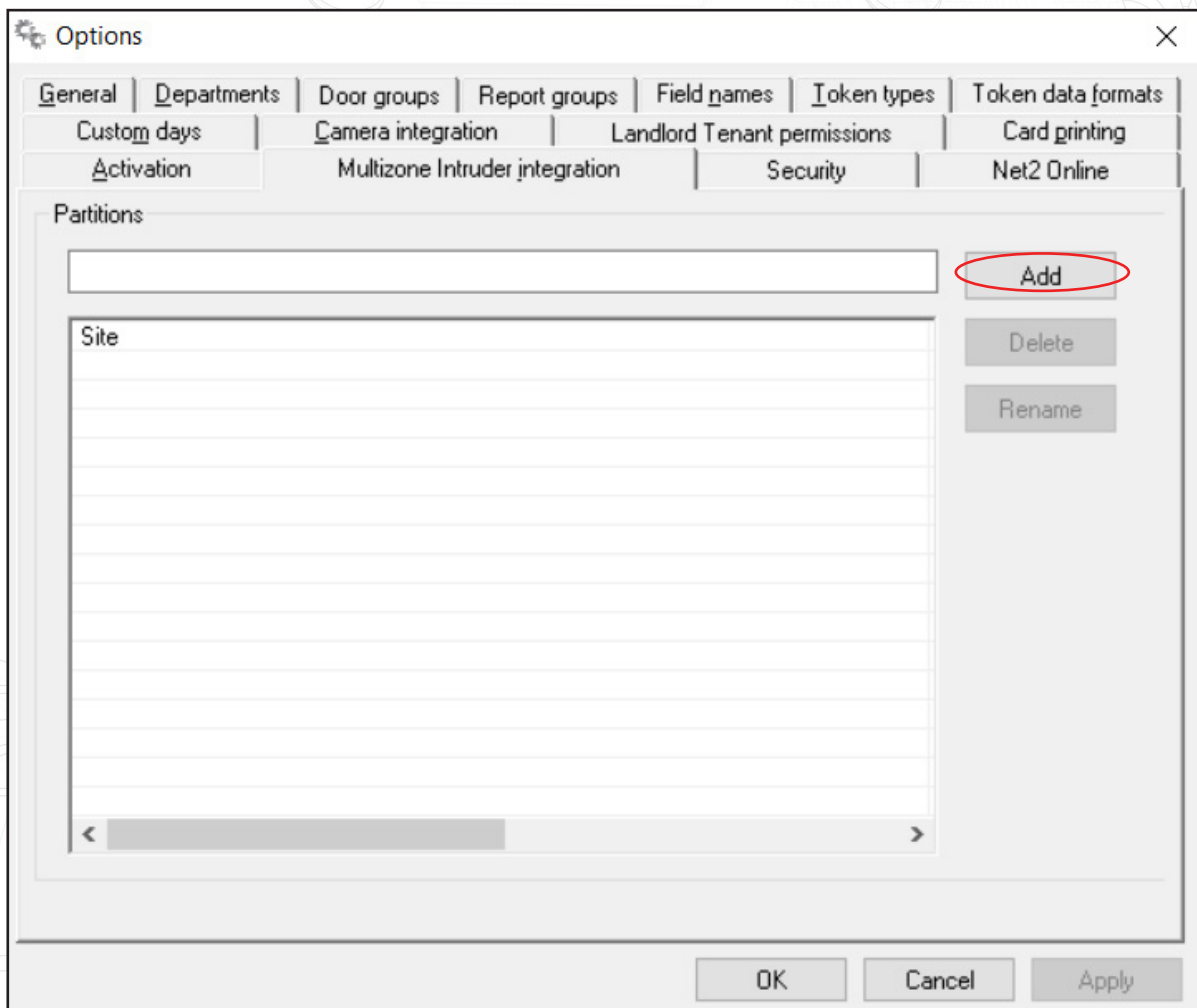 Options
General Departments Door groups Report groups Field names Token types Token data formats
Custom days Camera integration Landlord Tenant permissions Card printing
Activation Multizone Intruder integration Security Net2 Online
Partitions
Add
Site
Delete
Rename
OK Cancel Apply